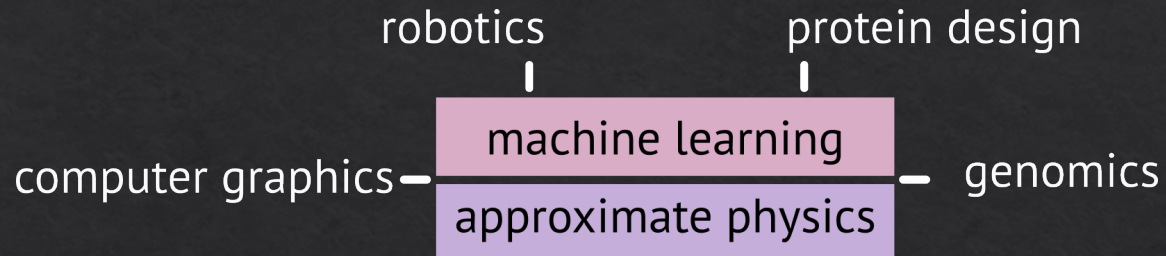 robotics
protein design
machine learning
computer graphics
genomics
approximate physics